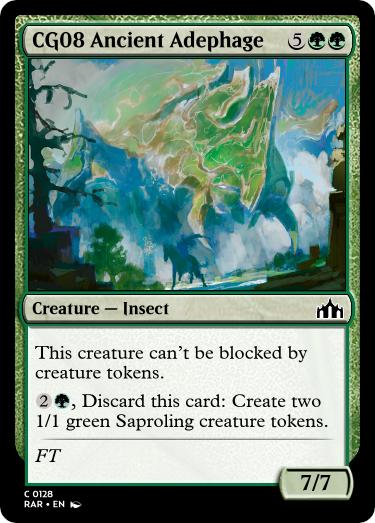 CG08 Ancient Adephage 5
Creature — Insect
This creature can't be blocked by
creature tokens.
2, Discard this card: Create two
1/1 green Saproling creature tokens.
FT
7/7
C 0128
RAR • EN